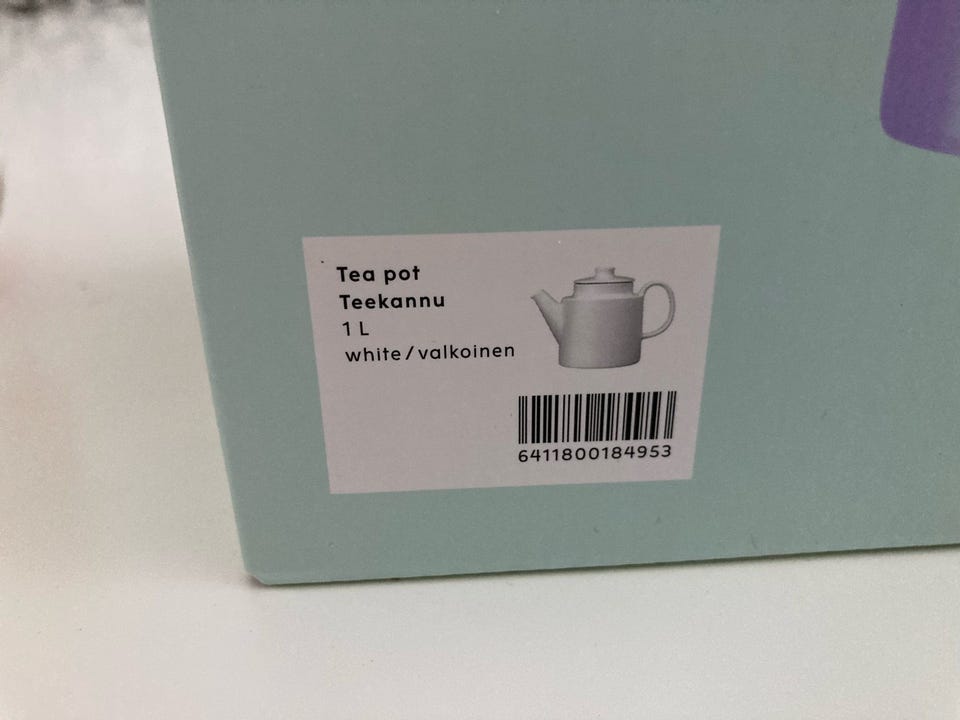 Tea pot
Teekannu
1 L
white/valkoinen
6411800184953